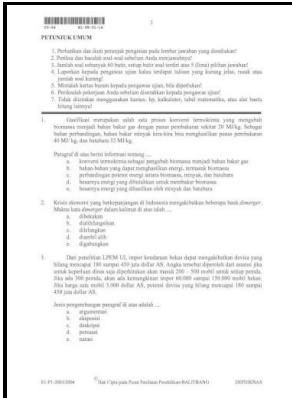 3
PETUNJUK UMUM
1. Perhatikan dan ikuti petunjuk pengisian pada lembar jawaban yang disediakan!
2. Periksa dan bacalah soal-soal sebelum Anda menjawabnya!
3. Jumlah soal sebanyak 60 butir, setiap butir soal terdiri atas 5 (lima) pilihan jawaban!
4. Laporkan kepada pengawas ujian kalau terdapat tulisan yang kurang jelas, rusak atau
jumlah soal kurang!
5. Mintalah kertas buram kepada pengawas ujian, bila diperlukan!
6. Periksalah pekerjaan Anda sebelum diserahkan kepada pengawas ujian!
7. Tidak diizinkan menggunakan kamus, hp, kalkulator, tabel matematika, atau alat bantu
hitung lainnya!
1. Gasifikasi merupakan salah satu proses konversi termokimia yang mengubah
biomassa menjadi bahan bakar gas dengan panas pembakaran sekitar 20 MJ/kg. Sebagai
bahan perbandingan, bahan bakar minyak kira-kira bisa menghasilkan panas pembakaran
40 MJ/kg, dan batubara 32 MJ/kg.
Paragraf di atas berisi informasi tentang ....
a. konversi termokimia sebagai pengubah biomassa menjadi bahan bakar gas
b. bahan-bahan yang dapat menghasilkan energi, termasuk biomassa
c. perbandingan potensi energi antara biomassa, minyak, dan batubara
d. besarnya energi yang dibutuhkan untuk membakar biomassa
e. besarnya energi yang dihasilkan oleh minyak dan batubara
2. Krisis ekonomi yang berkepanjangan di Indonesia mengakibatkan beberapa bank dimerger.
Makna kata dimerger dalam kalimat di atas ialah ....
a. dibekukan
b. dialihfungsikan
c. dilelangkan
d. diambil alih
e. digabungkan
3. Dari penelitian LPEM UI, impor kendaraan bekas dapat mengakibatkan devisa yang
hilang mencapai 180 sampai 450 juta dollar AS. Angka tersebut diperoleh dari asumsi jika
untuk keperluan dinas saja diperbolehkan akan masuk 200 - 500 mobil untuk setiap pemda.
Jika ada 300 pemda, akan ada kemungkinan impor 60.000 sampai 150.000 mobil bekas.
Jika harga satu mobil 3.000 dollar AS, potensi devisa yang hilang mencapai 180 sampai
450 juta dollar AS.
Jenis pengembangan paragraf di atas adalah ....
a. argumentasi
b. eksposisi
c. deskripsi
d. persuasi
e. narasi
D1-P1-2003/2004
©Hak Cipta pada Pusat Penilaian Pendidikan-BALITBANG
DEPDIKNAS